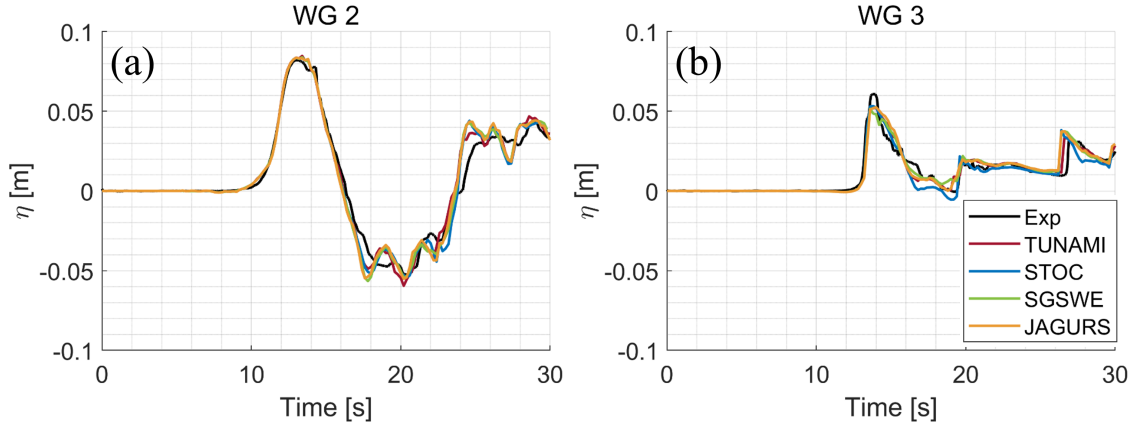 WG 2
WG 3
(a)
(b)
0.1
0.05
0
-0.05
-0.1
η [m]
0
10
20
30
Time [s]
0.1
0.05
0
-0.05
-0.1
η [m]
0
10
20
30
Time [s]
Exp
TUNAMI
STOC
SGSWE
JAGURS